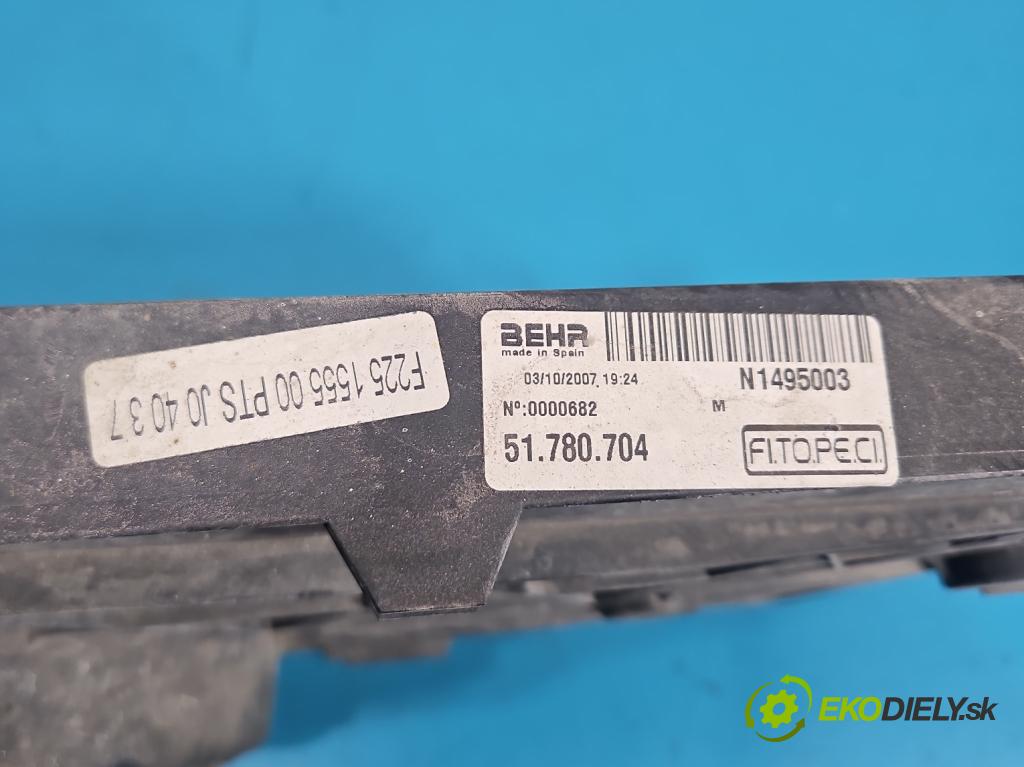 F225 1555 00 PTS J0 40 3 7
BEHR
made in Spain
03/10/2007 19:24
N1495003
Nº:0000682
M
51.780.704
FI.TO.PE.CI.
EKODIELY.sk